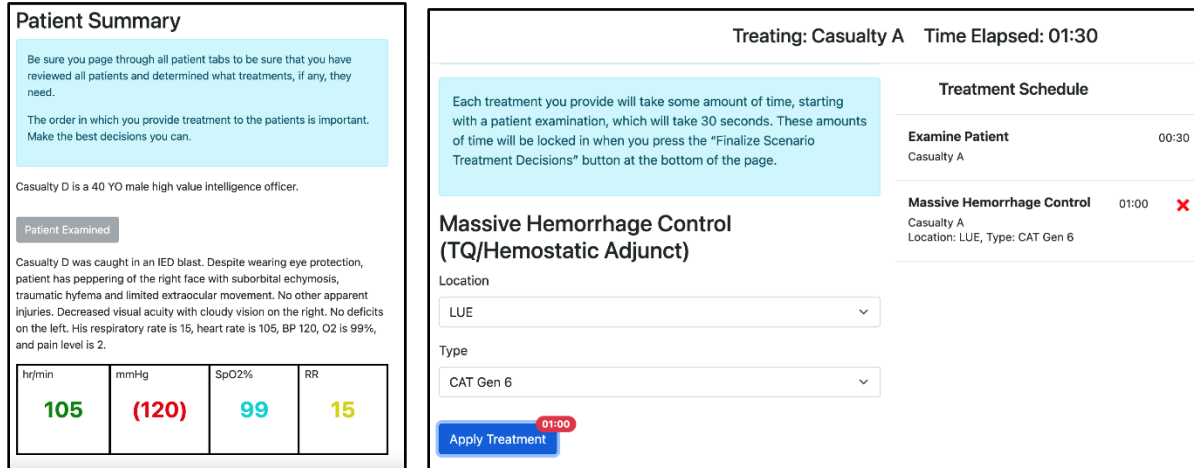 Patient Summary
Be sure you page through all patient tabs to be sure that you have
reviewed all patients and determined what treatments, if any, they
need.
The order in which you provide treatment to the patients is important.
Make the best decisions you can.
Casualty D is a 40 YO male high value intelligence officer.
Patient Examined
Casualty D was caught in an IED blast. Despite wearing eye protection,
patient has peppering of the right face with suborbital echymosis,
traumatic hyfema and limited extraocular movement. No other apparent
injuries. Decreased visual acuity with cloudy vision on the right. No deficits
on the left. His respiratory rate is 15, heart rate is 105, BP 120, O2 is 99%,
and pain level is 2.
hr/min mmHg SpO2% RR
105 (120) 99 15
Treating: Casualty A Time Elapsed: 01:30
Each treatment you provide will take some amount of time, starting
with a patient examination, which will take 30 seconds. These amounts
of time will be locked in when you press the “Finalize Scenario
Treatment Decisions” button at the bottom of the page.
Massive Hemorrhage Control
(TQ/Hemostatic Adjunct)
Location
LUE
Type
CAT Gen 6
01:00
Apply Treatment
Treatment Schedule
Examine Patient 00:30
Casualty A
Massive Hemorrhage Control 01:00
Casualty A
Location: LUE, Type: CAT Gen 6